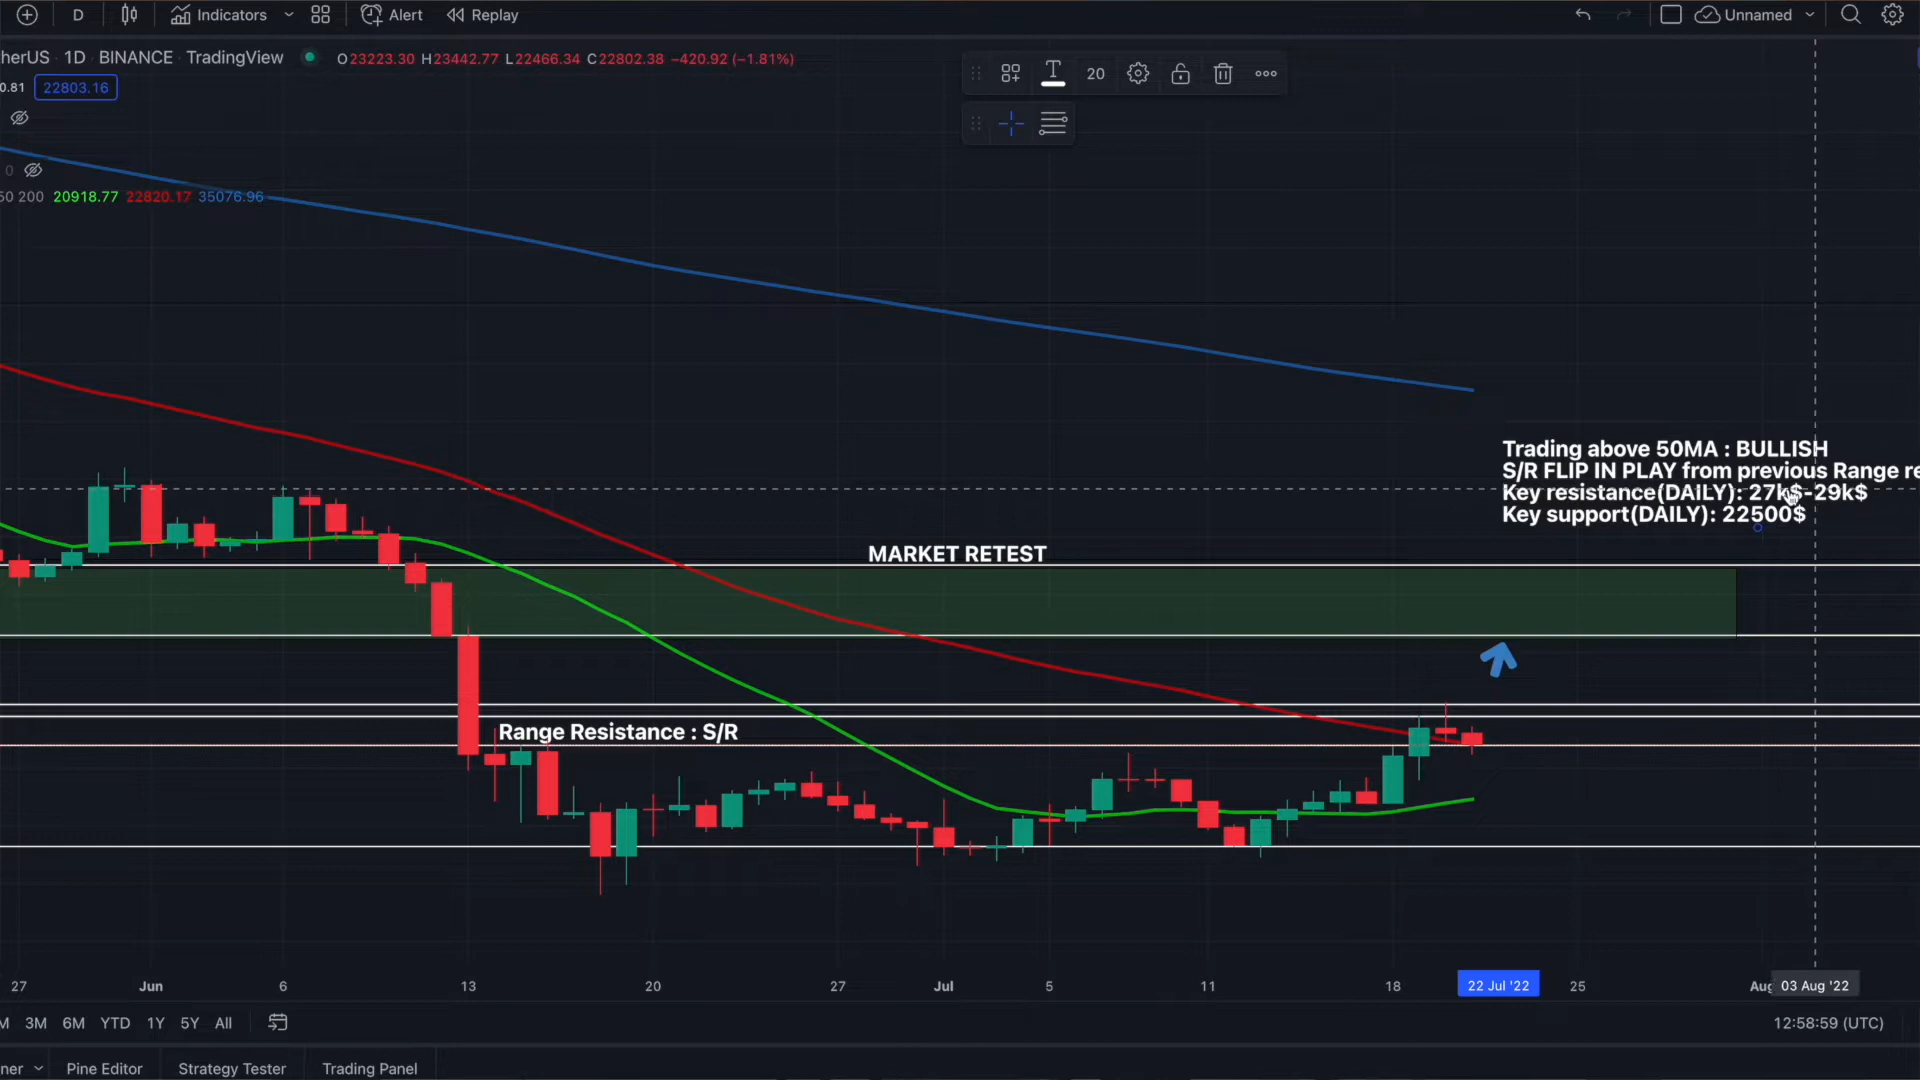 D Indicators Alert Replay Unnamed
herUS · 1D · BINANCE · TradingView O23223.30 H23442.77 L22466.34 C22802.38 −420.92 (−1.81%)
20
0.81 22803.16
0
50 200 20918.77 22820.17 35076.96
Trading above 50MA : BULLISH
S/R FLIP IN PLAY from previous Range re
Key resistance(DAILY): 27k$-29k$
Key support(DAILY): 22500$
MARKET RETEST
Range Resistance : S/R
27 Jun 6 13 20 27 Jul 5 11 18 22 Jul '22 25 Aug 03 Aug '22
M 3M 6M YTD 1Y 5Y All 12:58:59 (UTC)
ner Pine Editor Strategy Tester Trading Panel